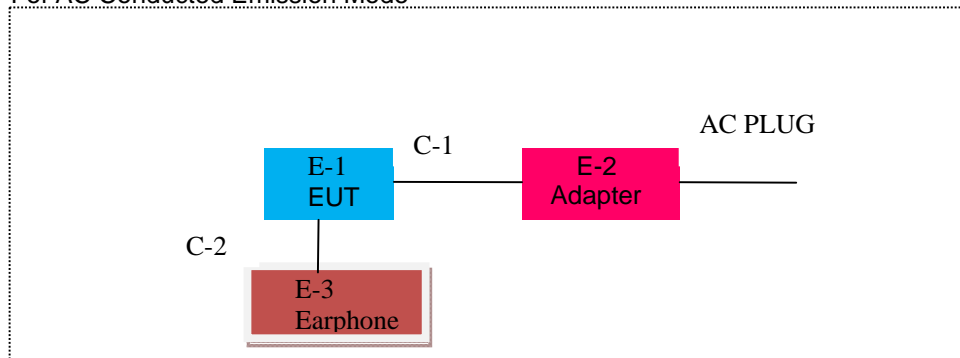 For AC Conducted Emission Mode
AC PLUG
C-1
E-1
EUT
E-2
Adapter
C-2
E-3
Earphone